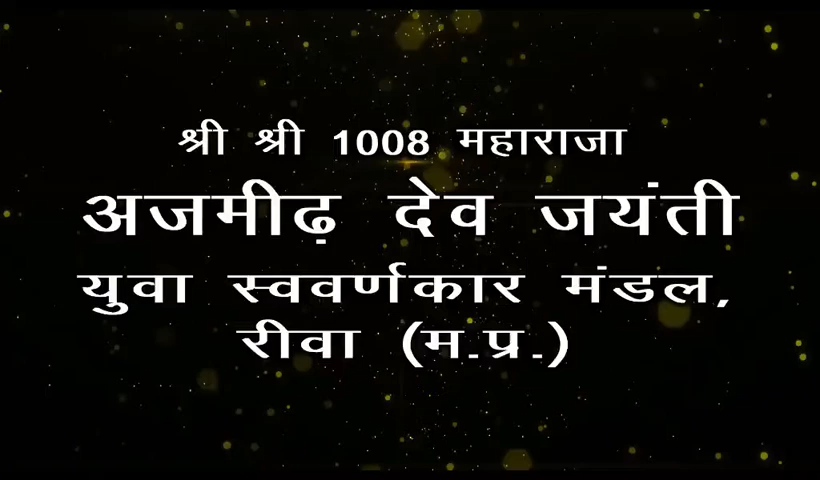 श्री श्री 1008 महाराजा
अजमीढ़ देव जयंती
युवा स्ववर्णकार मंडल,
रीवा (म.प्र.)